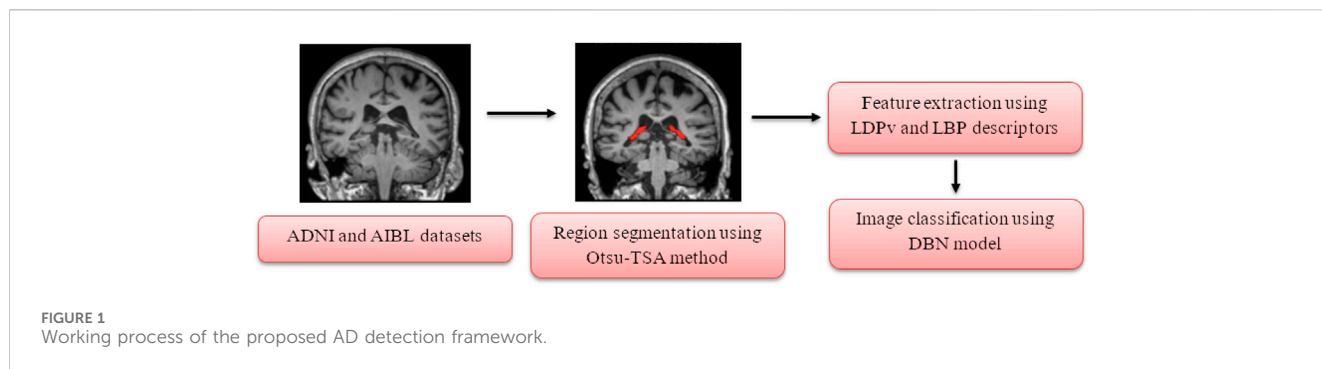 ADNI and AIBL datasets
Region segmentation using
Otsu-TSA method
Feature extraction using
LDPv and LBP descriptors
Image classification using
DBN model
FIGURE 1
Working process of the proposed AD detection framework.